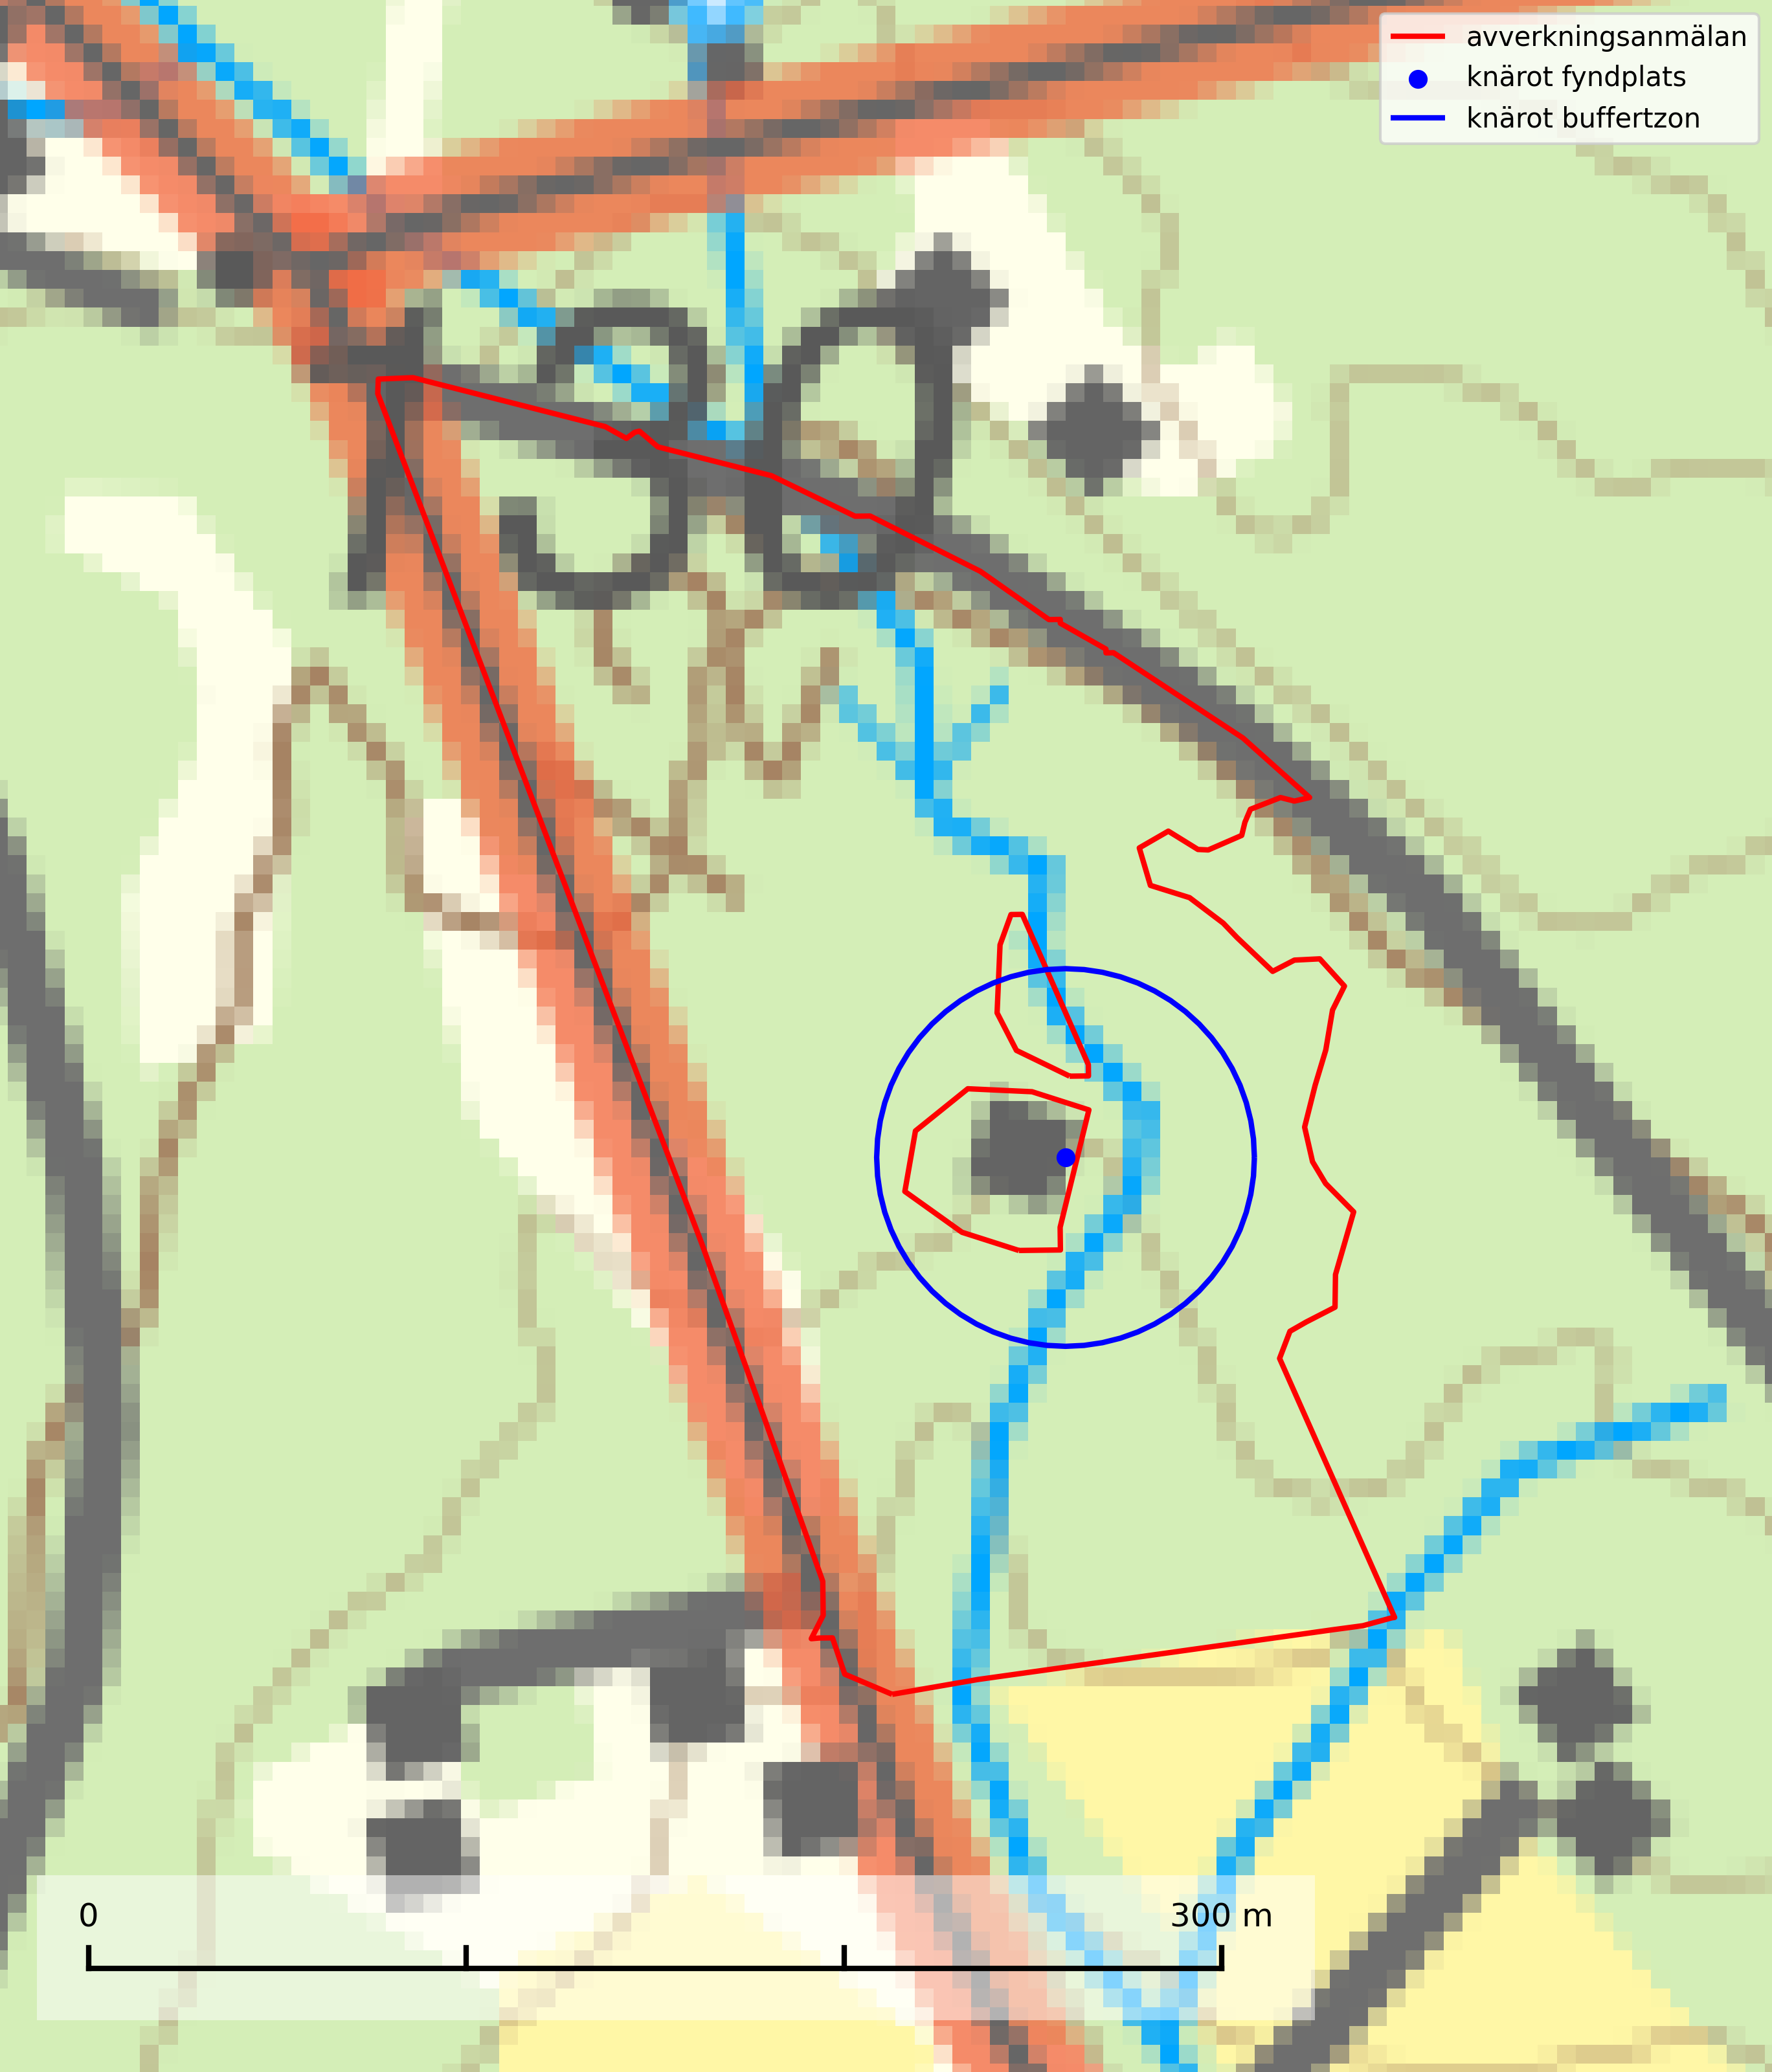 avverkningsanmälan
knärot fyndplats
knärot buffertzon
0 300 m